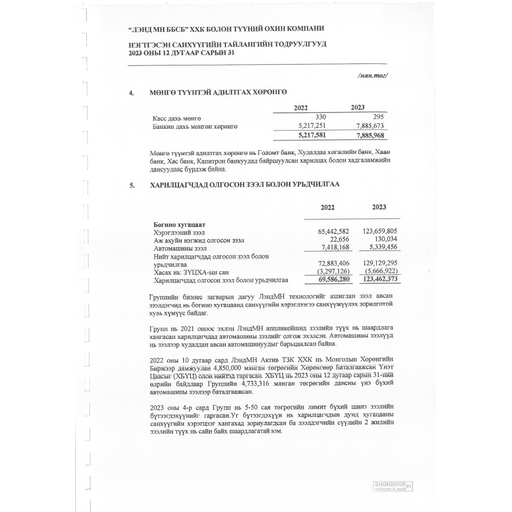 "ЛЭНД МН ББСБ" ХХК БОЛОН ТҮҮНИЙ ОХИН КОМПАНИ
НЭГТГЭСЭН САНХҮҮГИЙН ТАЙЛАНГИЙН ТОДРУУЛГУУД
2023 ОНЫ 12 ДУГААР САРЫН 31
/мян.төг/
4. МӨНГӨ ТҮҮНТЭЙ АДИЛТГАХ ХӨРӨНГӨ
2022 2023
Касс дахь мөнгө 330 295
Банкин дахь мөнгөн хөрөнгө 5,217,251 7,885,673
5,217,581 7,885,968
Мөнгө түүнтэй адилтгах хөрөнгө нь Голомт банк, Худалдаа хөгжлийн банк, Хаан
банк, Хас банк, Капитрон банкуудад байршуулсан харилцах болон хадгаламжийн
данснуудаас бүрдэж байна.
5. ХАРИЛЦАГЧДАД ОЛГОСОН ЗЭЭЛ БОЛОН УРЬДЧИЛГАА
2022 2023
Богино хугацаат
Хэрэглээний зээл 65,442,582 123,659,805
Аж ахуйн нэгжид олгосон зээл 22,656 130,034
Автомашины зээл 7,418,168 5,339,456
Нийт харилцагчдад олгосон зээл болон
урьдчилгаа 72,883,406 129,129,295
Хасах нь: ЗҮЦХА-ын сан (3,297,126) (5,666,922)
Харилцагчдад олгосон зээл болон урьдчилгаа 69,586,280 123,462,373
Группийн бизнес загварын дагуу ЛэндМН технологийг ашиглан зээл авсан
зээлдэгчид нь богино хугацаанд санхүүгийн хэрэгцээгээ санхүүжүүлэх зорилготой
хувь хүмүүс байдаг.
Групп нь 2021 оноос эхлэн ЛэндМН аппликейшнд зээлийн түүх нь шаардлага
хангасан харилцагчдад автомашины зээлийг олгож эхэлсэн. Автомашины зээлүүд
нь зээлээр худалдан авсан автомашинуудыг барьцаалсан байна.
2022 оны 10 дугаар сард ЛэндМН Актив ТЗК ХХК нь Монголын Хөрөнгийн
Биржээр дамжуулан 4,850,000 мянган төгрөгийн Хөрөнгөөр Баталгаажсан Үнэт
Цаасыг (ХБҮЦ) олон нийтэд гаргасан. ХБҮЦ нь 2023 оны 12 дугаар сарын 31-ний
өдрийн байдлаар Группийн 4,733,316 мянган төгрөгийн дансны үнэ бүхий
автомашины зээлээр баталгаажсан.
2023 оны 4-р сард Групп нь 5-50 сая төгрөгийн лимит бүхий шинэ зээлийн
бүтээгдэхүүнийг гаргасан. Уг бүтээгдэхүүн нь харилцагчдын дунд хугацааны
санхүүгийн хэрэгцээг хангахад зориулагдсан ба зээлдэгчийн сүүлийн 2 жилийн
зээлийн түүх нь сайн байх шаардлагатай юм.